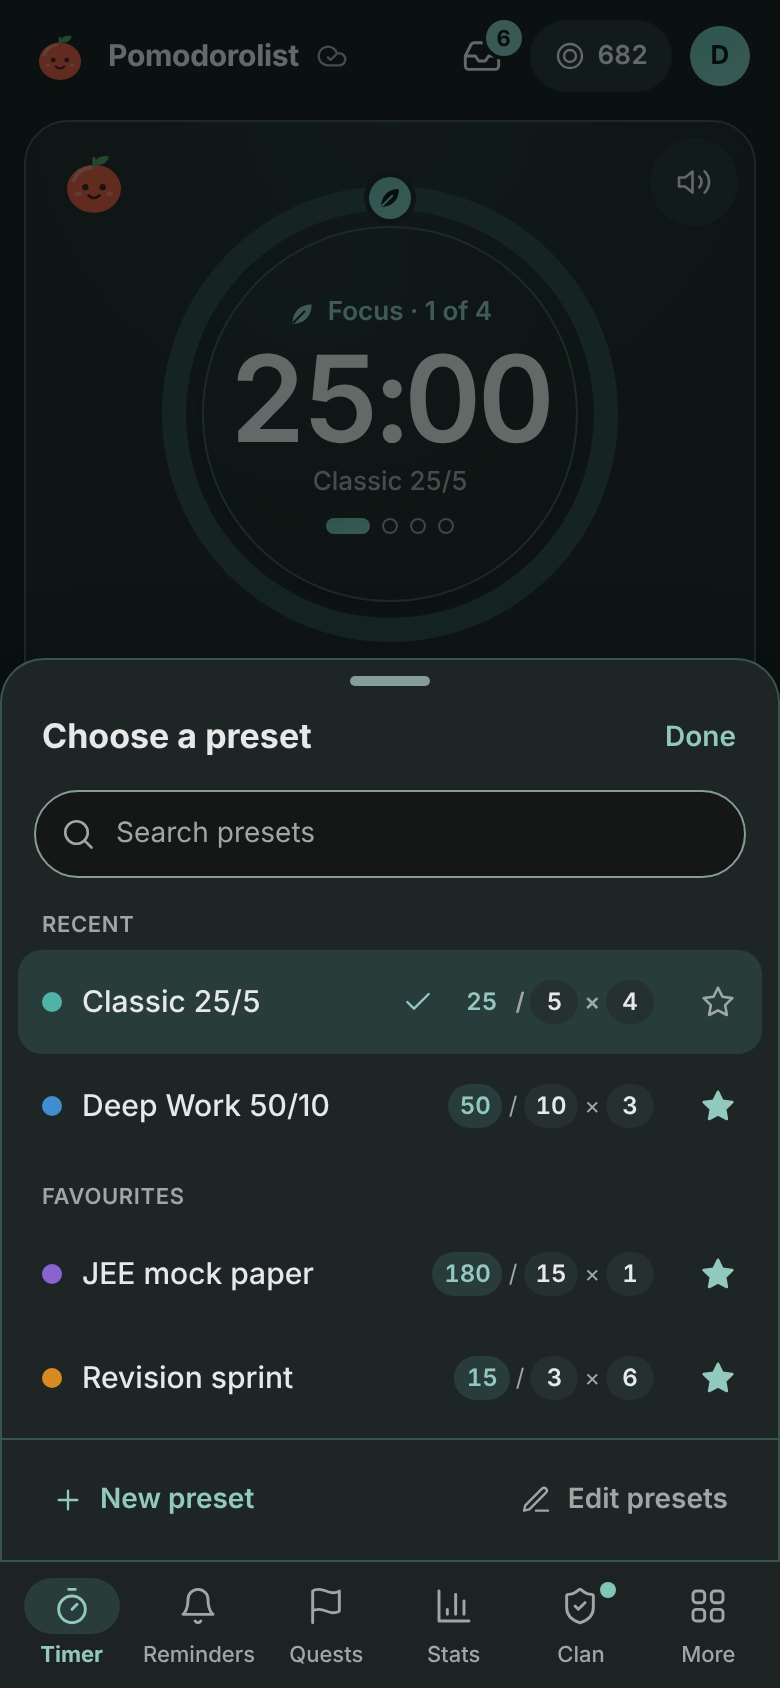 Pomodorolist
6
682
D
Focus · 1 of 4
25:00
Classic 25/5
Choose a preset
Done
Search presets
RECENT
Classic 25/5 25 / 5 × 4
Deep Work 50/10 50 / 10 × 3
FAVOURITES
JEE mock paper 180 / 15 × 1
Revision sprint 15 / 3 × 6
New preset
Edit presets
Timer
Reminders
Quests
Stats
Clan
More